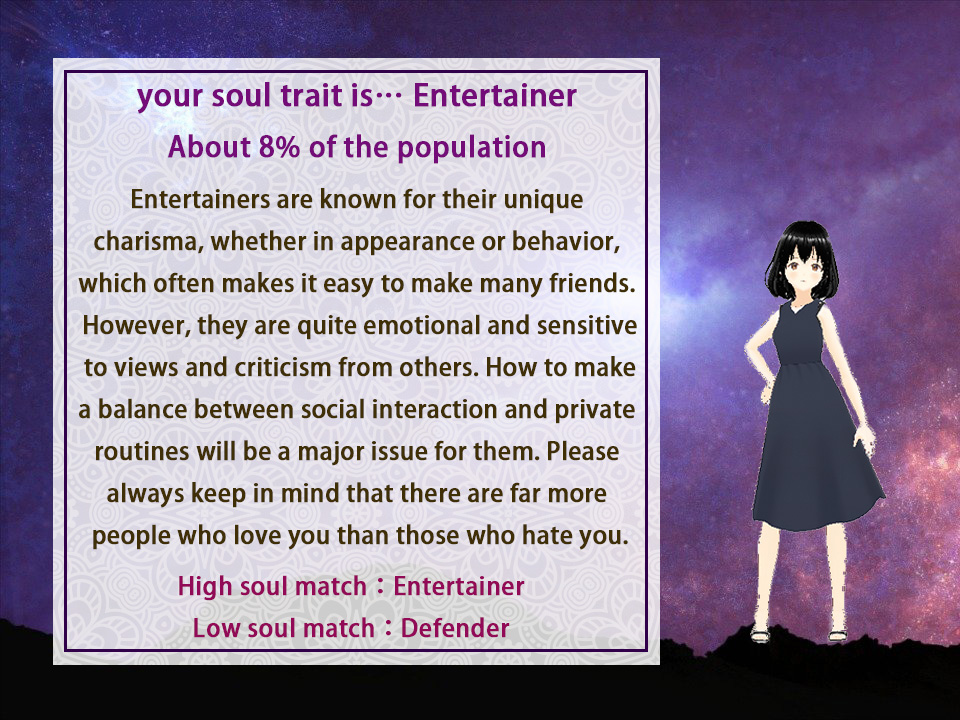 your soul trait is… Entertainer
About 8% of the population
Entertainers are known for their unique
charisma, whether in appearance or behavior,
which often makes it easy to make many friends.
However, they are quite emotional and sensitive
to views and criticism from others. How to make
a balance between social interaction and private
routines will be a major issue for them. Please
always keep in mind that there are far more
people who love you than those who hate you.
High soul match：Entertainer
Low soul match：Defender